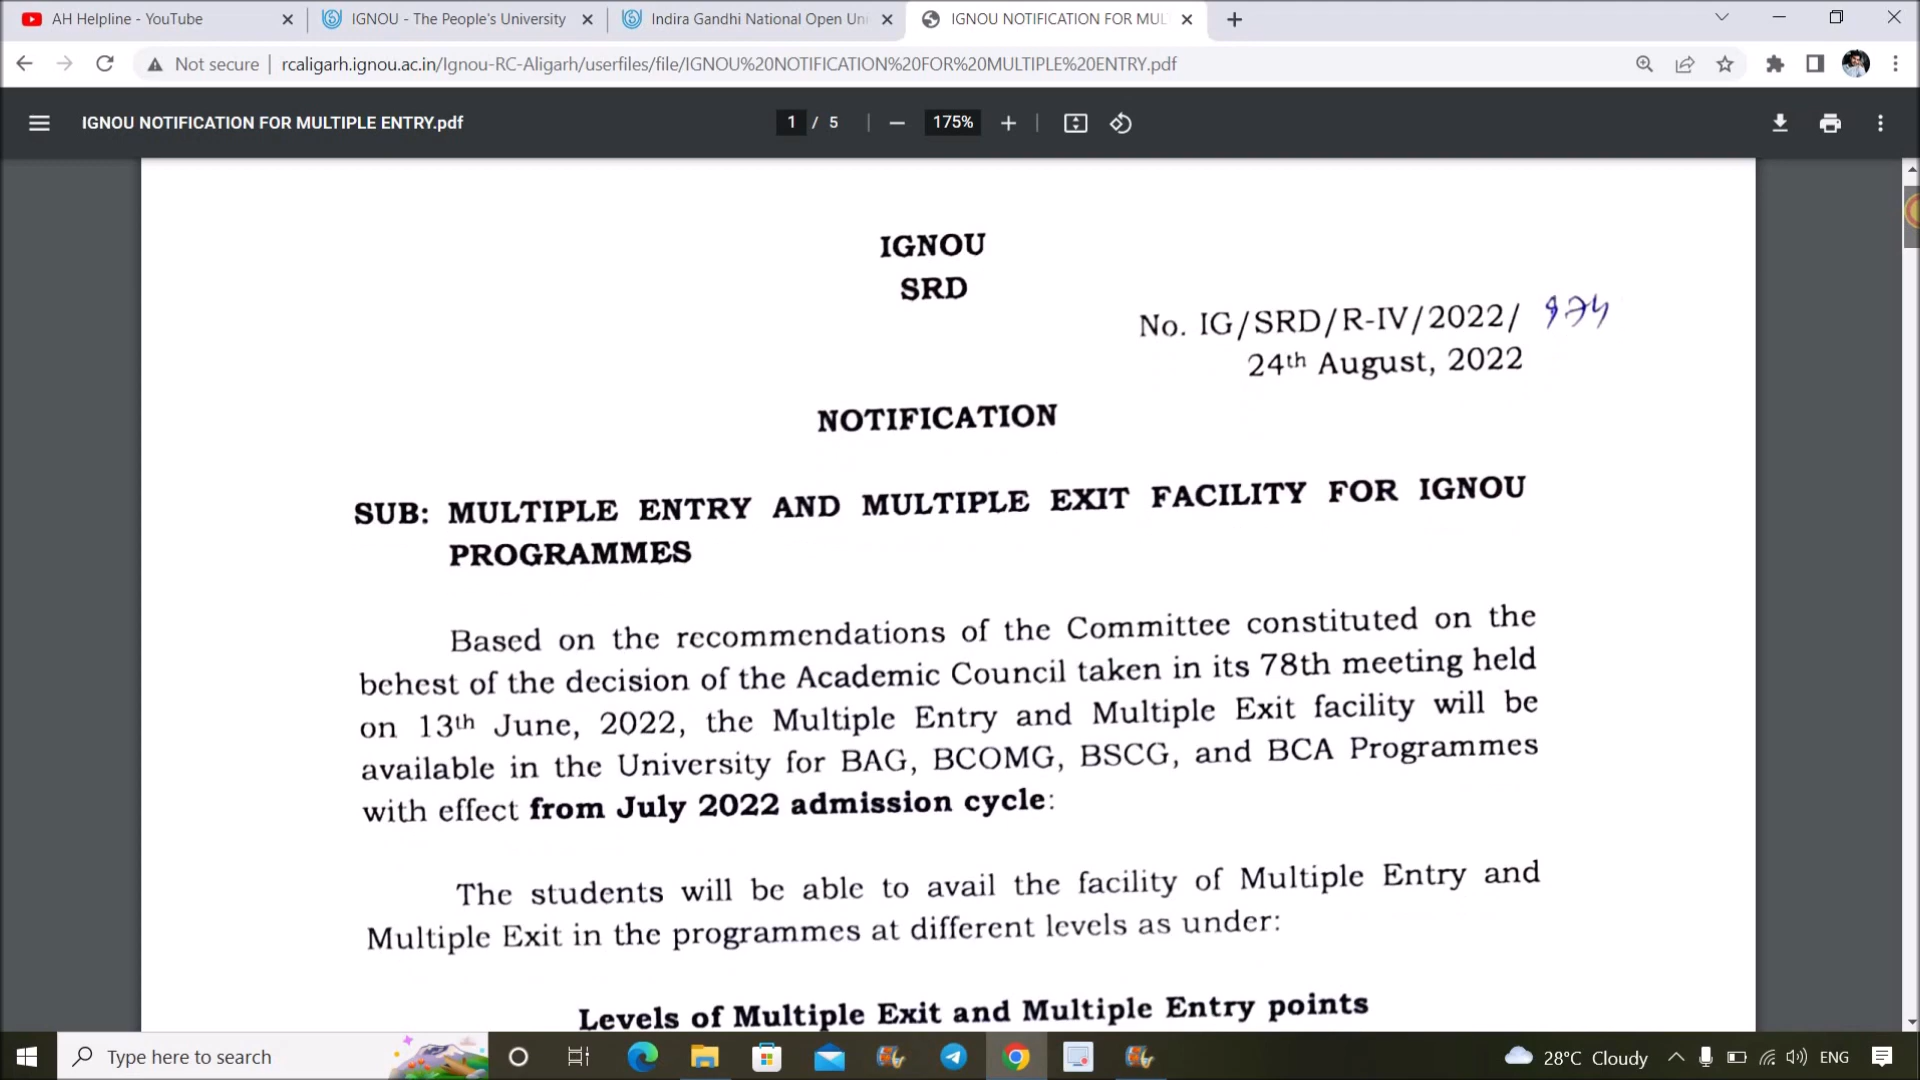 AH Helpline - YouTube
IGNOU - The People's University
Indira Gandhi National Open Uni
IGNOU NOTIFICATION FOR MUL
Not secure
rcaligarh.ignou.ac.in/Ignou-RC-Aligarh/userfiles/file/IGNOU%20NOTIFICATION%20FOR%20MULTIPLE%20ENTRY.pdf
IGNOU NOTIFICATION FOR MULTIPLE ENTRY.pdf
1 / 5
175%
IGNOU
SRD
No. IG/SRD/R-IV/2022/
24th August, 2022
NOTIFICATION
SUB: MULTIPLE ENTRY AND MULTIPLE EXIT FACILITY FOR IGNOU
PROGRAMMES
Based on the recommendations of the Committee constituted on the
behest of the decision of the Academic Council taken in its 78th meeting held
on 13th June, 2022, the Multiple Entry and Multiple Exit facility will be
available in the University for BAG, BCOMG, BSCG, and BCA Programmes
with effect from July 2022 admission cycle:
The students will be able to avail the facility of Multiple Entry and
Multiple Exit in the programmes at different levels as under:
Levels of Multiple Exit and Multiple Entry points
Type here to search
28°C Cloudy
ENG